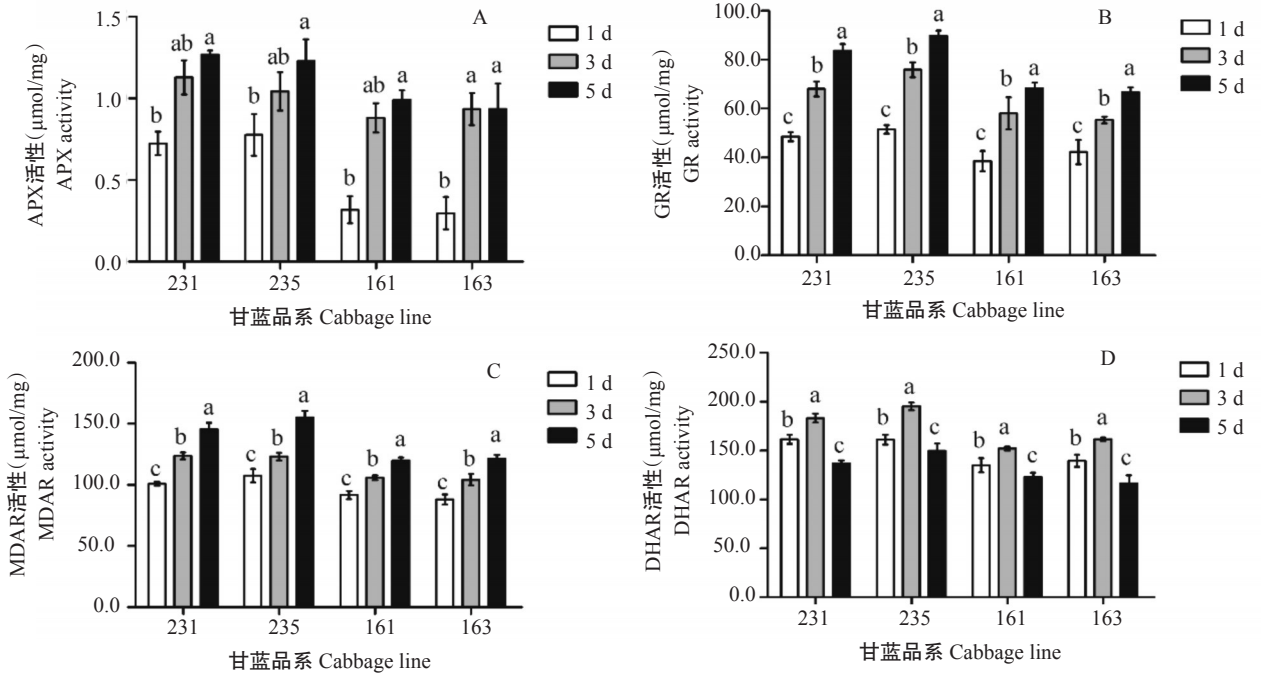 A
APX活性(μmol/mg)
APX activity
1.5
1.0
0.5
0.0
b ab a
b ab a
b ab a
b a a
1 d
3 d
5 d
231 235 161 163
甘蓝品系 Cabbage line
B
GR活性(μmol/mg)
GR activity
100.0
80.0
60.0
40.0
20.0
0.0
c b a
c b a
c b a
c b a
1 d
3 d
5 d
231 235 161 163
甘蓝品系 Cabbage line
C
MDAR活性(μmol/mg)
MDAR activity
200.0
150.0
100.0
50.0
0.0
c b a
c b a
c b a
c b a
1 d
3 d
5 d
231 235 161 163
甘蓝品系 Cabbage line
D
DHAR活性(μmol/mg)
DHAR activity
250.0
200.0
150.0
100.0
50.0
0.0
b a c
b a c
b a c
b a c
1 d
3 d
5 d
231 235 161 163
甘蓝品系 Cabbage line